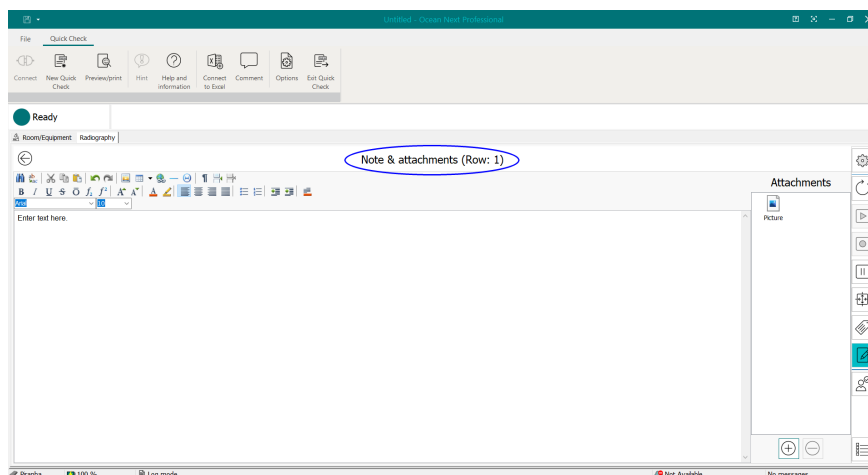 Untitled - Ocean Next Professional
File Quick Check
Connect New Quick Check Preview/print Hint Help and information Connect to Excel Comment Options Exit Quick Check
Ready
Room/Equipment Radiography
Note & attachments (Row: 1)
Attachments
B I U S
Arial 10
Enter text here.
Picture
Piranha 100 % Log mode Not Available No messages